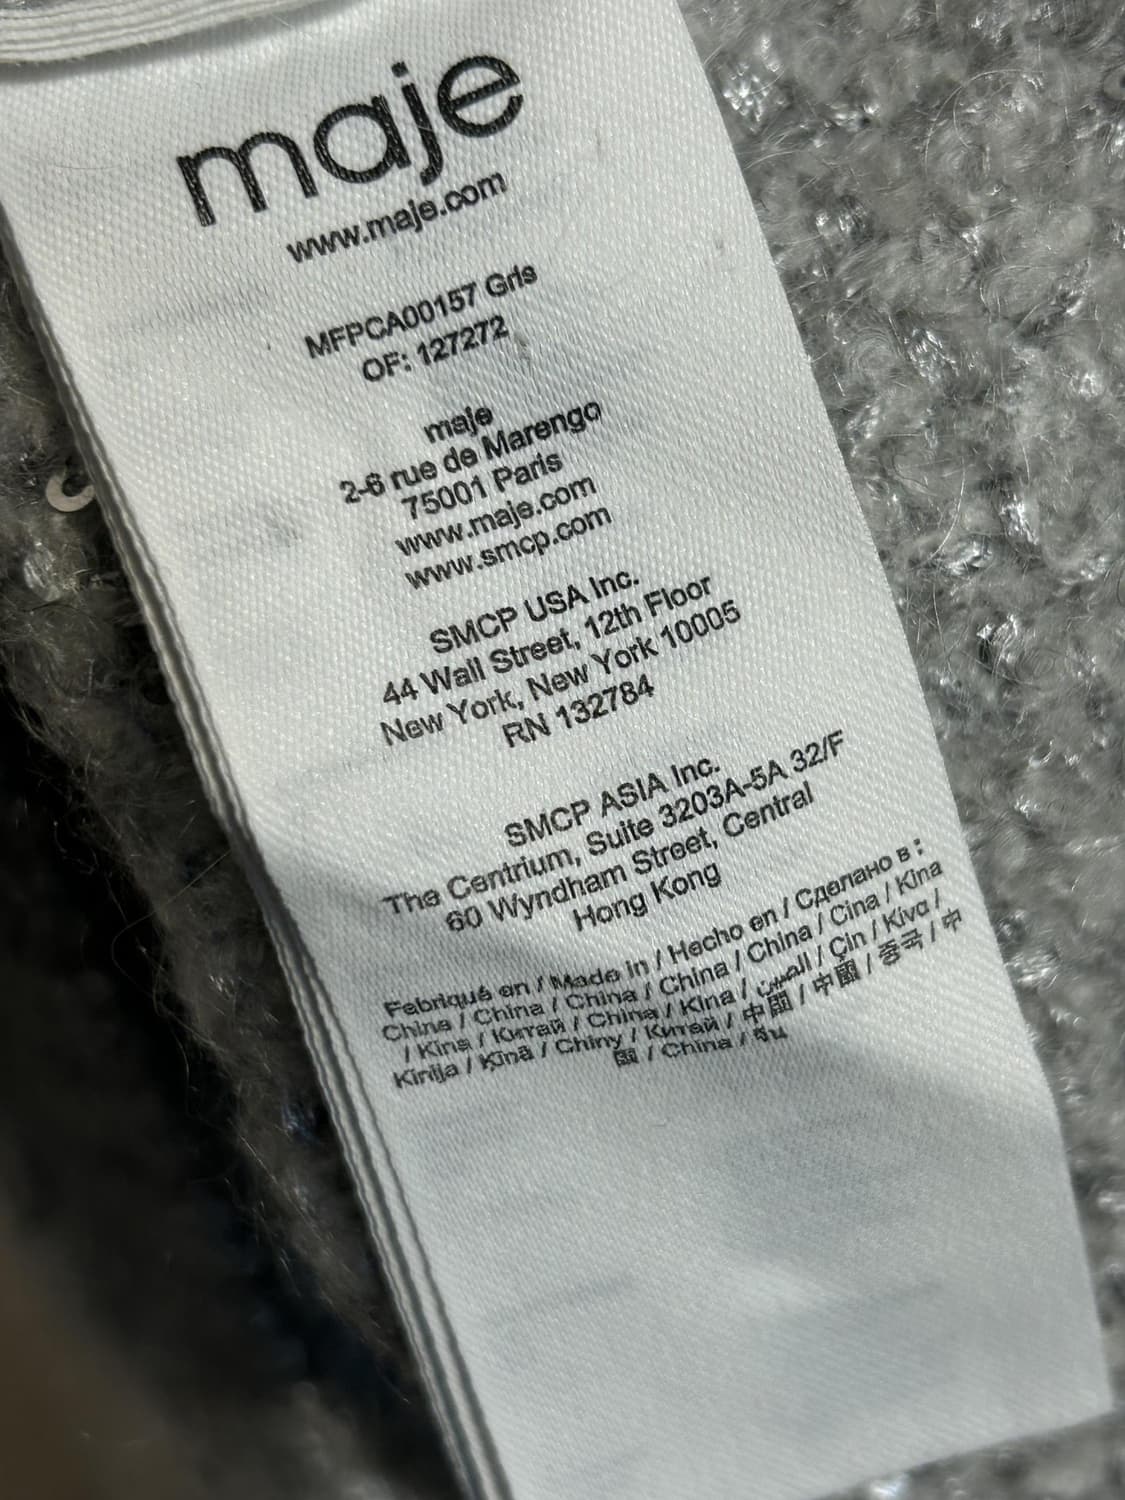 maje
www.maje.com
MFPCA00157 Gris
OF: 127272
maje
2-6 rue de Marengo
75001 Paris
www.maje.com
www.smcp.com
SMCP USA Inc.
44 Wall Street, 12th Floor
New York, New York 10005
RN 132784
SMCP ASIA Inc.
The Centrium, Suite 3203A-5A 32/F
60 Wyndham Street, Central
Hong Kong
Fabriqué en / Made in / Hecho en / Сделано в :
China / China / China / China / China / Cina / Kina
/ Kina / Китай / China / Kina / الصين / Çin / Kiva /
Kinija / Ķīnā / Chiny / Китай / 中國 / 中國 / 중국 / 中
國 / China / จีน